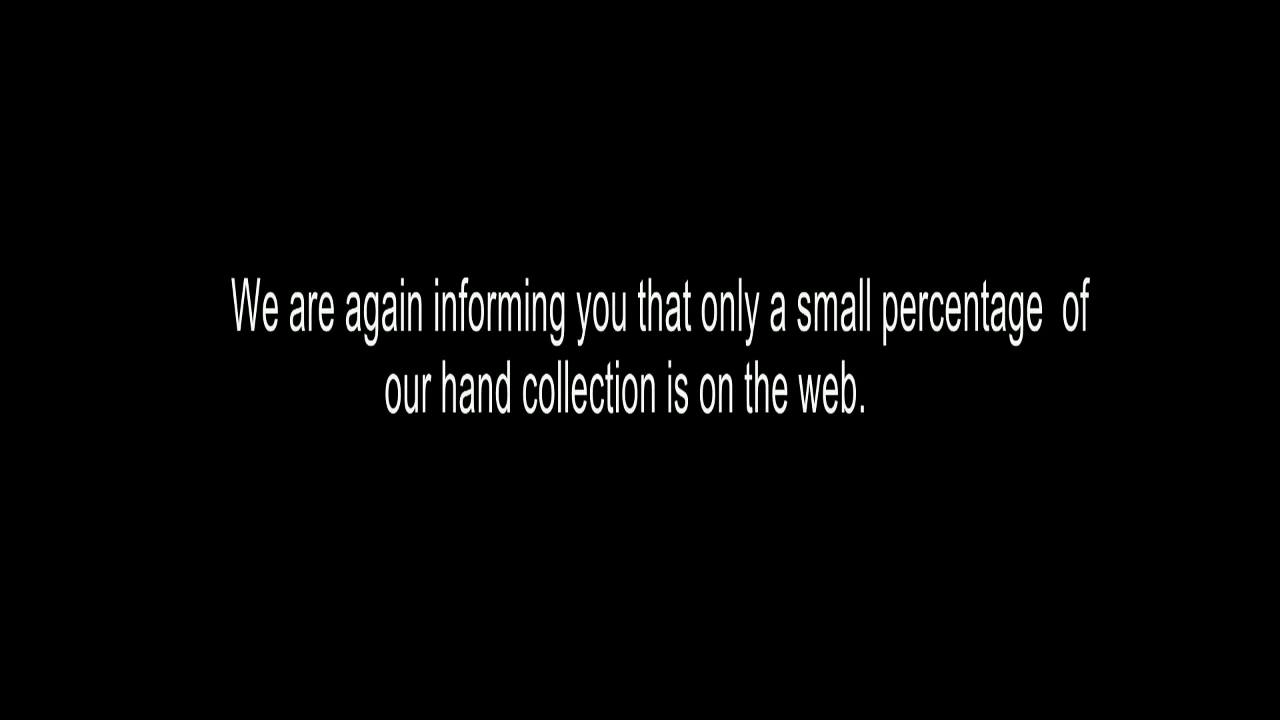 We are again informing you that only a small percentage  of
our hand collection is on the web.